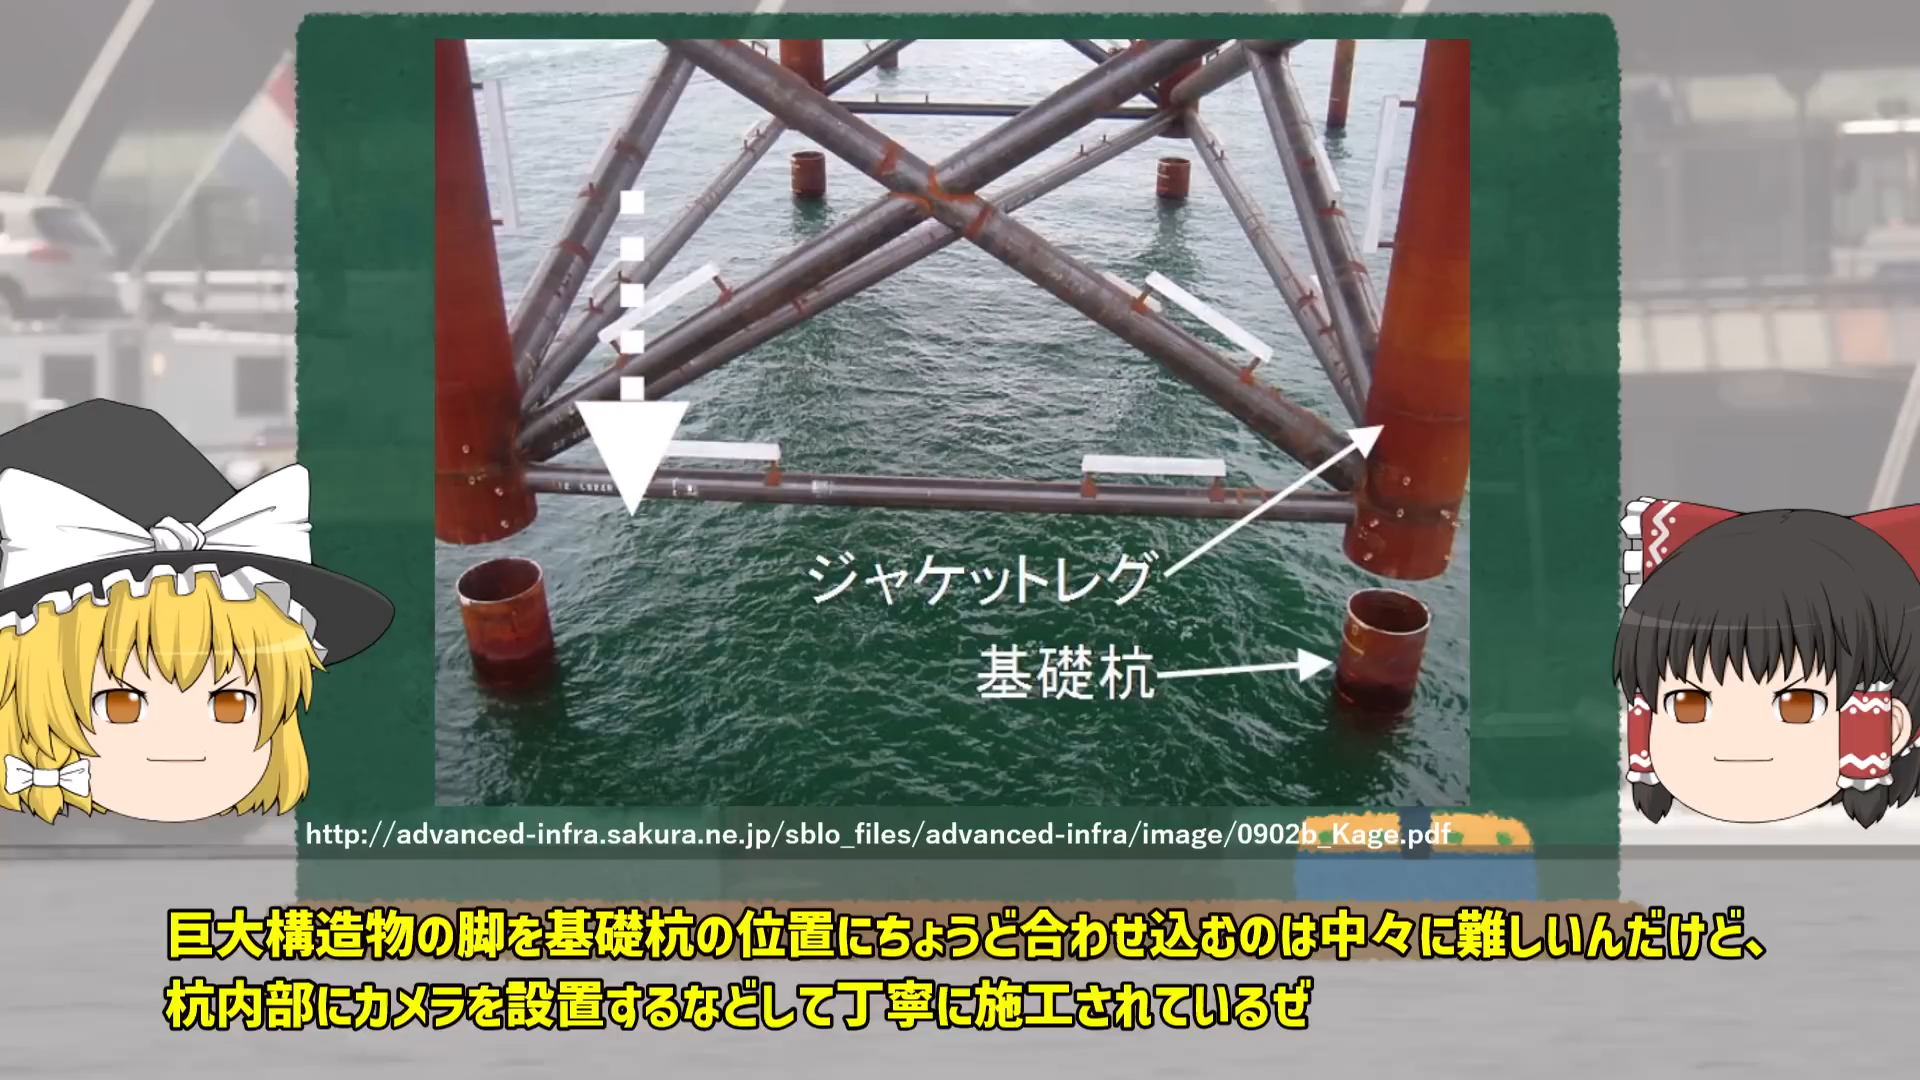 ジャケットレグ
基礎杭
http://advanced-infra.sakura.ne.jp/sblo_files/advanced-infra/image/0902b_Kage.pdf
巨大構造物の脚を基礎杭の位置にちょうど合わせ込むのは中々に難しいんだけど、
杭内部にカメラを設置するなどして丁寧に施工されているぜ